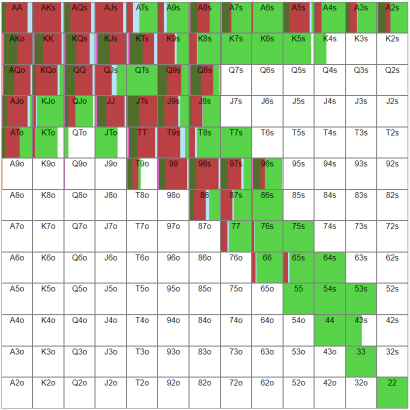 AA AKs AQs AJs ATs A9s A8s A7s A6s A5s A4s A3s A2s
AKo KK KQs KJs KTs K9s K8s K7s K6s K5s K4s K3s K2s
AQo KQo QQ QJs QTs Q9s Q8s Q7s Q6s Q5s Q4s Q3s Q2s
AJo KJo QJo JJ JTs J9s J8s J7s J6s J5s J4s J3s J2s
ATo KTo QTo JTo TT T9s T8s T7s T6s T5s T4s T3s T2s
A9o K9o Q9o J9o T9o 99 98s 97s 96s 95s 94s 93s 92s
A8o K8o Q8o J8o T8o 98o 88 87s 86s 85s 84s 83s 82s
A7o K7o Q7o J7o T7o 97o 87o 77 76s 75s 74s 73s 72s
A6o K6o Q6o J6o T6o 96o 86o 76o 66 65s 64s 63s 62s
A5o K5o Q5o J5o T5o 95o 85o 75o 65o 55 54s 53s 52s
A4o K4o Q4o J4o T4o 94o 84o 74o 64o 54o 44 43s 42s
A3o K3o Q3o J3o T3o 93o 83o 73o 63o 53o 43o 33 32s
A2o K2o Q2o J2o T2o 92o 82o 72o 62o 52o 42o 32o 22